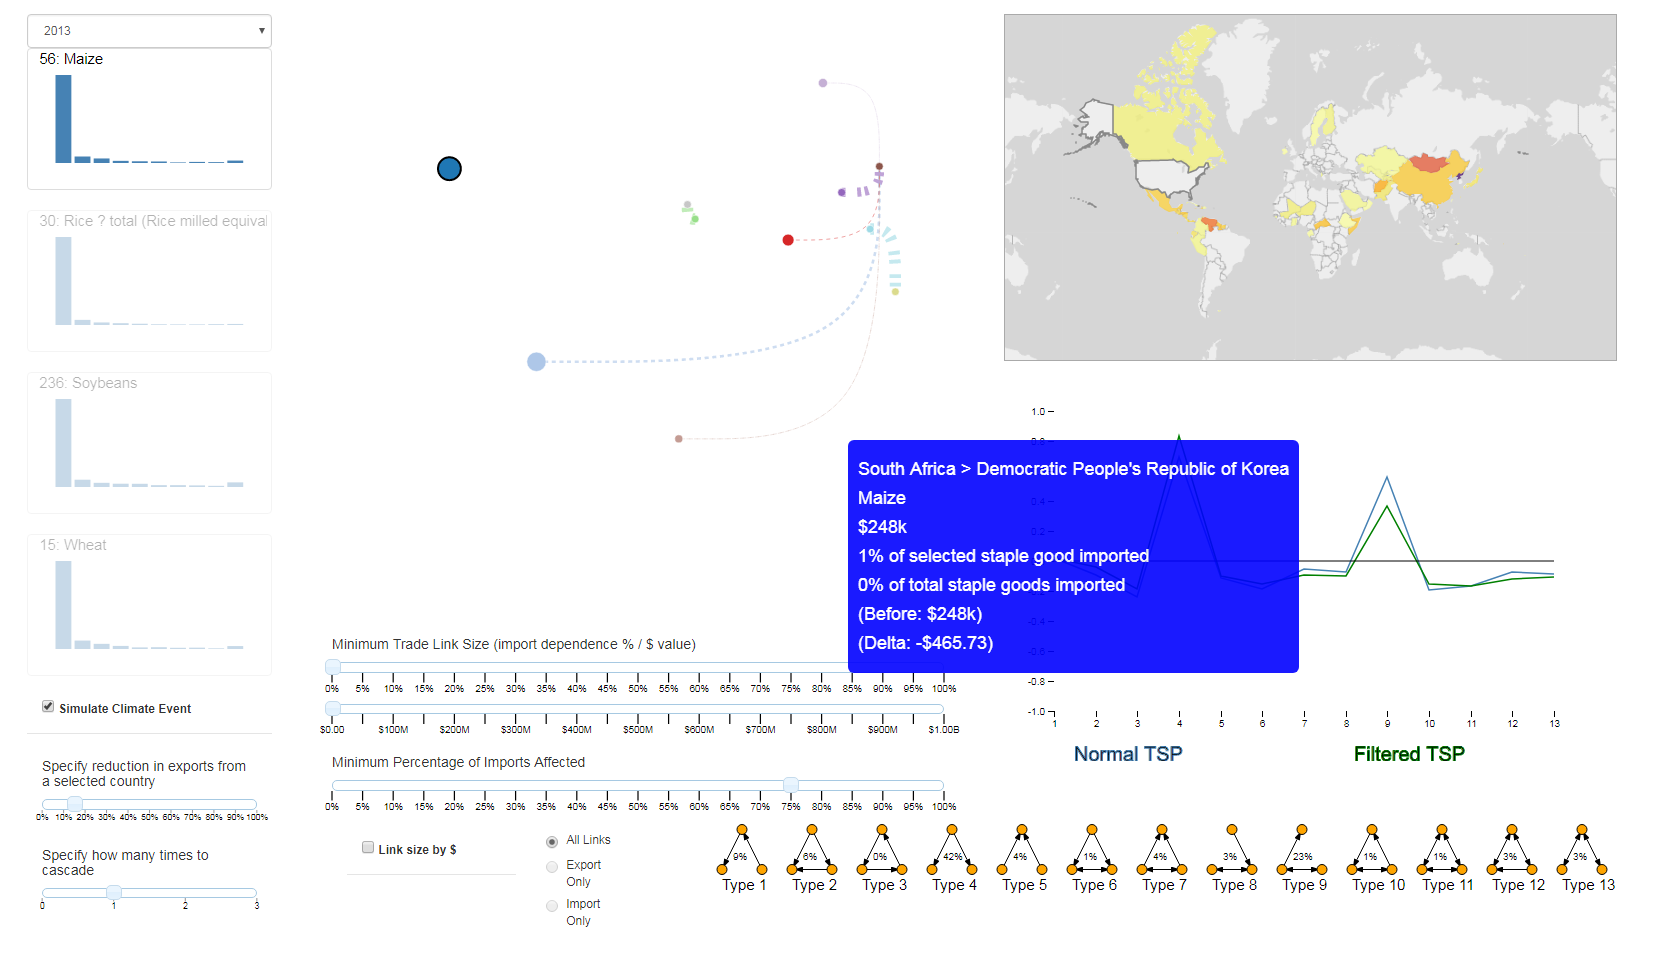 2013
56: Maize
30: Rice ? total (Rice milled equival
236: Soybeans
15: Wheat
Simulate Climate Event
Specify reduction in exports from
a selected country
0% 10% 20% 30% 40% 50% 60% 70% 80% 90% 100%
Specify how many times to
cascade
0 1 2 3
South Africa > Democratic People's Republic of Korea
Maize
$248k
1% of selected staple good imported
0% of total staple goods imported
(Before: $248k)
(Delta: -$465.73)
Minimum Trade Link Size (import dependence % / $ value)
0% 5% 10% 15% 20% 25% 30% 35% 40% 45% 50% 55% 60% 65% 70% 75% 80% 85% 90% 95% 100%
$0.00 $100M $200M $300M $400M $500M $600M $700M $800M $900M $1.00B
Minimum Percentage of Imports Affected
0% 5% 10% 15% 20% 25% 30% 35% 40% 45% 50% 55% 60% 65% 70% 75% 80% 85% 90% 95% 100%
Link size by $
All Links
Export
Only
Import
Only
1.0
0.8
0.4
0.2
-0.4
-0.6
-0.8
-1.0
1 2 3 4 5 6 7 8 9 10 11 12 13
Normal TSP
Filtered TSP
9% 6% 0% 42% 4% 1% 4% 3% 23% 1% 1% 3% 3%
Type 1 Type 2 Type 3 Type 4 Type 5 Type 6 Type 7 Type 8 Type 9 Type 10 Type 11 Type 12 Type 13